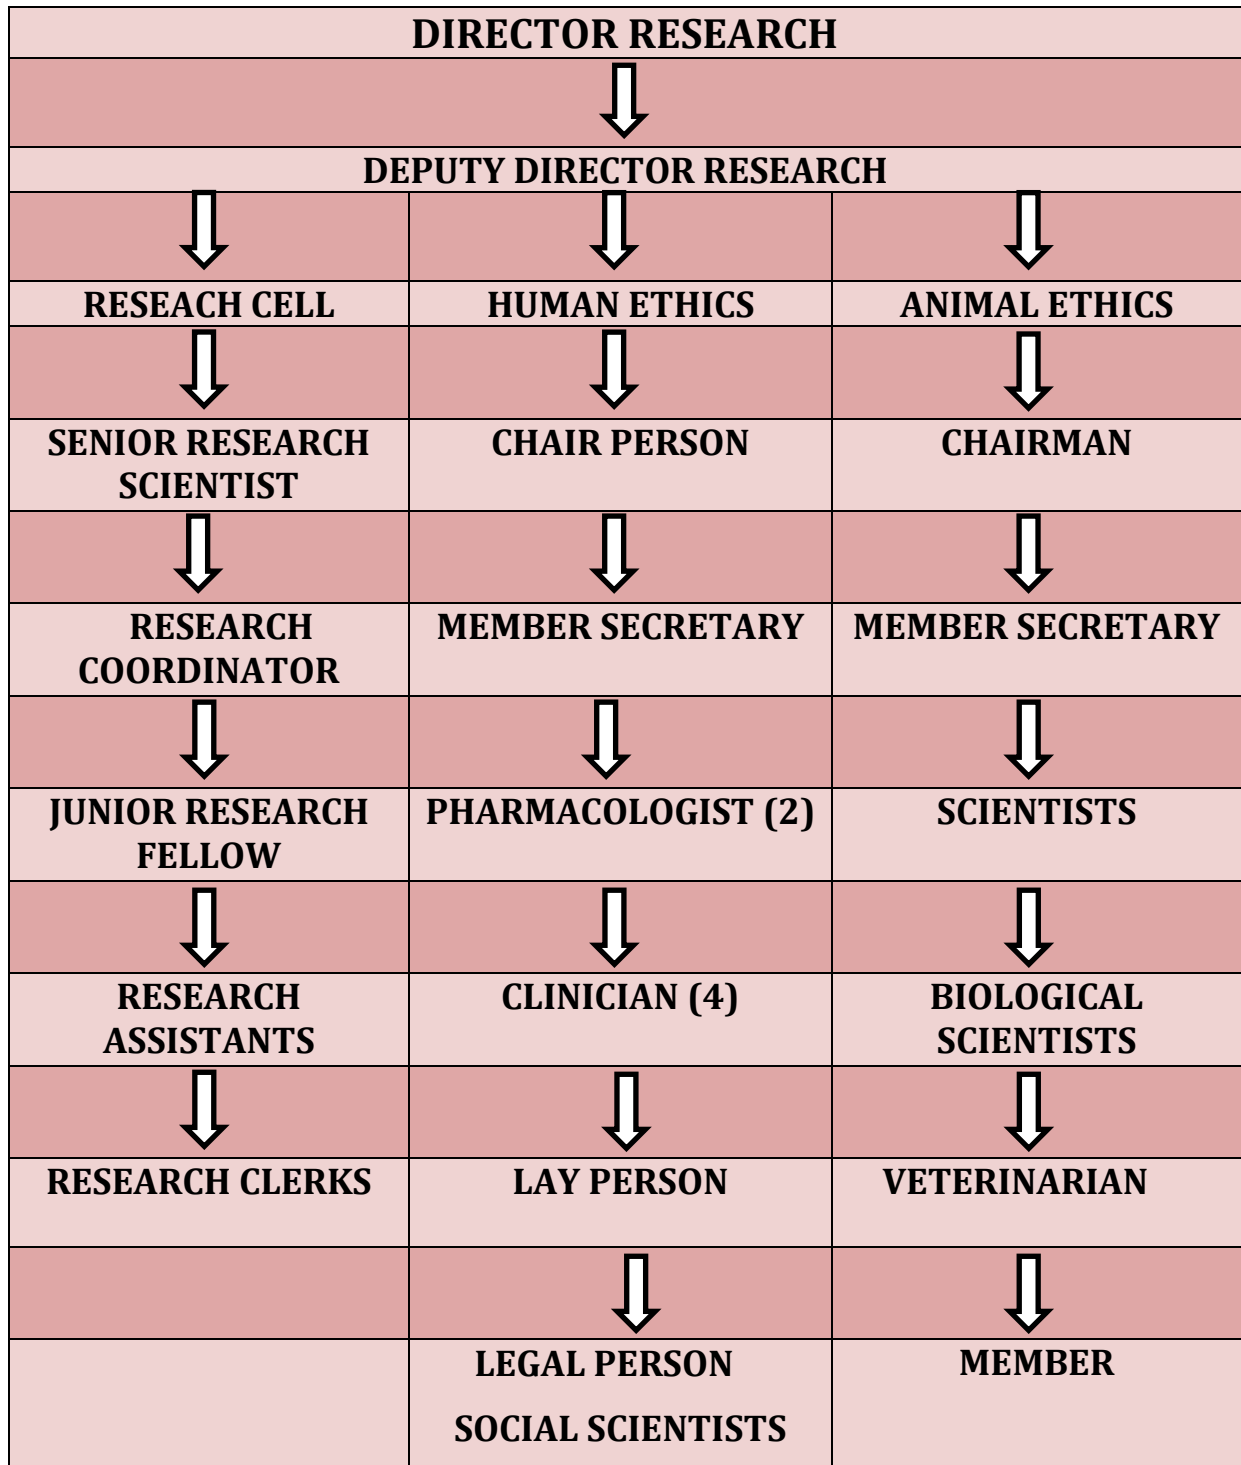 DIRECTOR RESEARCH
DEPUTY DIRECTOR RESEARCH
RESEACH CELL
HUMAN ETHICS
ANIMAL ETHICS
SENIOR RESEARCH
SCIENTIST
CHAIR PERSON
CHAIRMAN
RESEARCH
COORDINATOR
MEMBER SECRETARY
MEMBER SECRETARY
JUNIOR RESEARCH
FELLOW
PHARMACOLOGIST (2)
SCIENTISTS
RESEARCH
ASSISTANTS
CLINICIAN (4)
BIOLOGICAL
SCIENTISTS
RESEARCH CLERKS
LAY PERSON
VETERINARIAN
LEGAL PERSON
SOCIAL SCIENTISTS
MEMBER